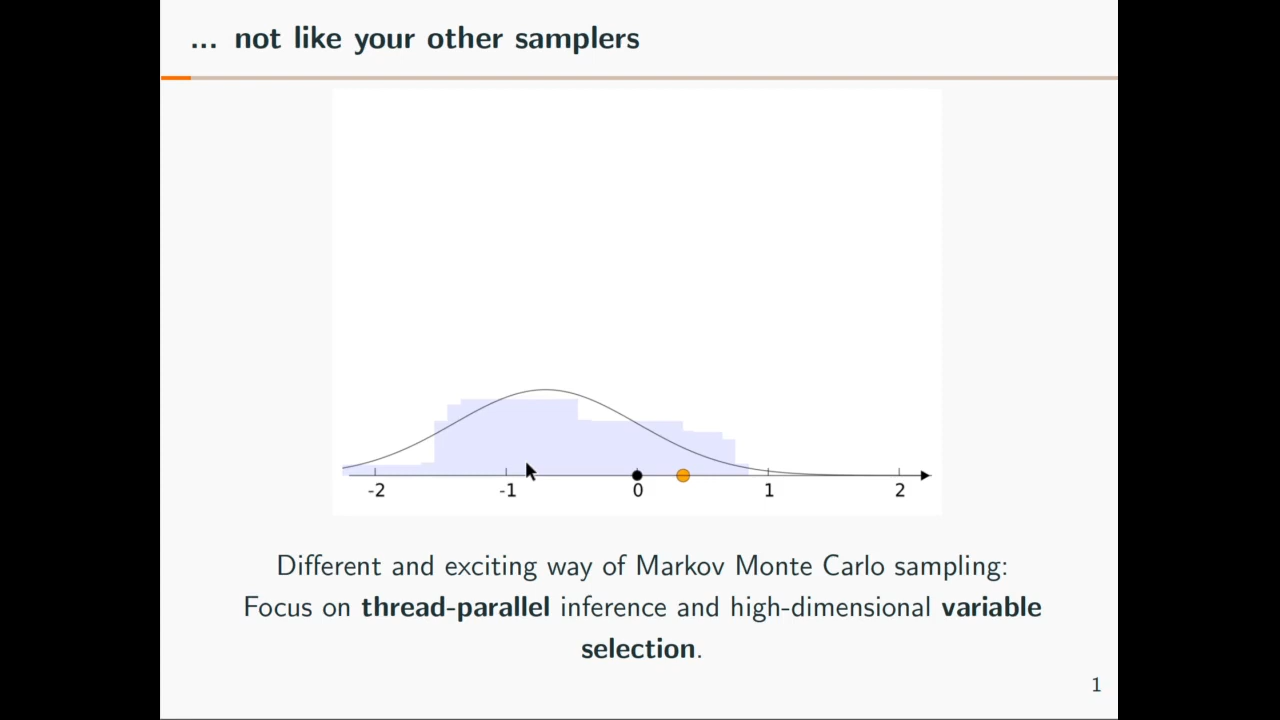 ... not like your other samplers
-2 -1 0 1 2
Different and exciting way of Markov Monte Carlo sampling:
Focus on thread-parallel inference and high-dimensional variable
selection.
1